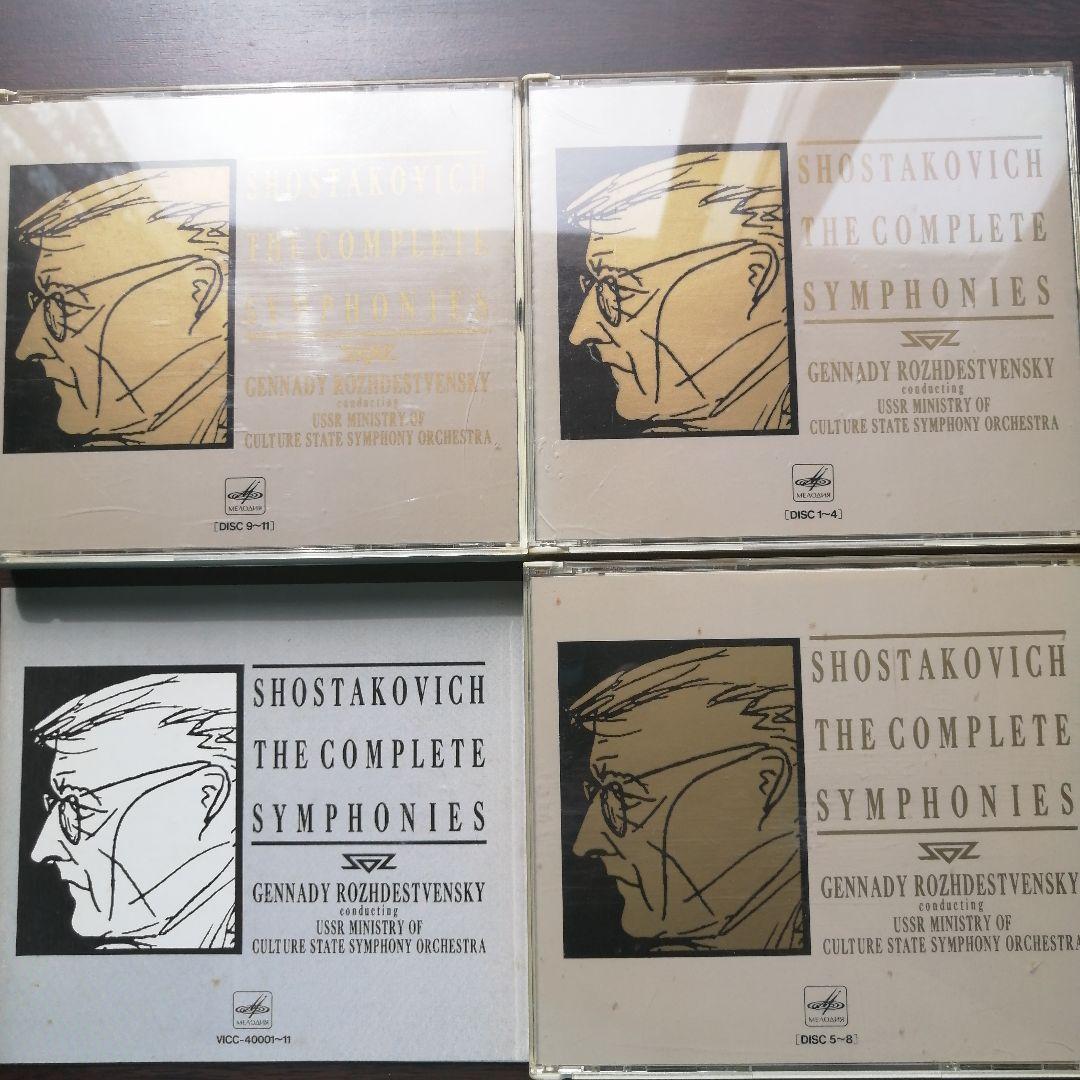 SHOSTAKOVICH
THE COMPLETE
SYMPHONIES
GENNADY ROZHDESTVENSKY
conducting
USSR MINISTRY OF
CULTURE STATE SYMPHONY ORCHESTRA
МЕЛОДИЯ
[DISC 9~11]
SHOSTAKOVICH
THE COMPLETE
SYMPHONIES
GENNADY ROZHDESTVENSKY
conducting
USSR MINISTRY OF
CULTURE STATE SYMPHONY ORCHESTRA
МЕЛОДИЯ
[DISC 1~4]
SHOSTAKOVICH
THE COMPLETE
SYMPHONIES
GENNADY ROZHDESTVENSKY
conducting
USSR MINISTRY OF
CULTURE STATE SYMPHONY ORCHESTRA
МЕЛОДИЯ
VICC-40001~11
SHOSTAKOVICH
THE COMPLETE
SYMPHONIES
GENNADY ROZHDESTVENSKY
conducting
USSR MINISTRY OF
CULTURE STATE SYMPHONY ORCHESTRA
МЕЛОДИЯ
[DISC 5~8]